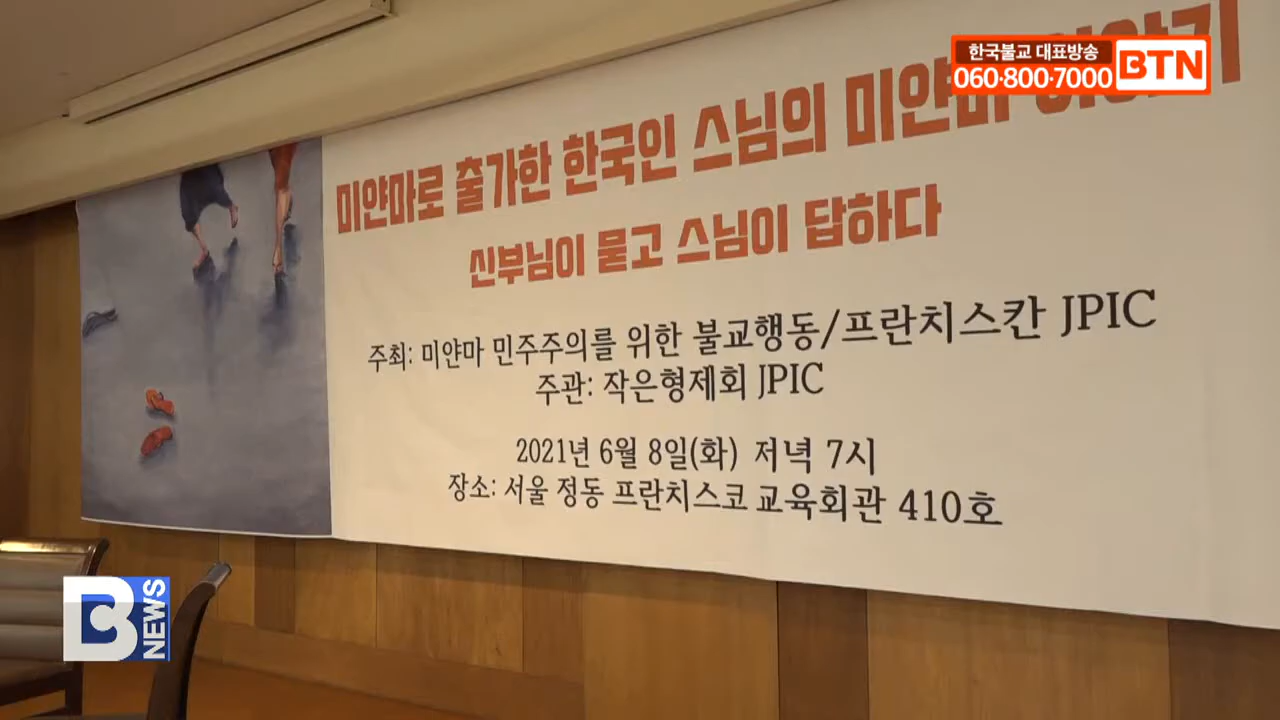 한국불교 대표방송
060·800·7000
BTN
미얀마로 출가한 한국인 스님의 미얀마 이야기
신부님이 묻고 스님이 답하다
주최: 미얀마 민주주의를 위한 불교행동/프란치스칸 JPIC
주관: 작은형제회 JPIC
2021년 6월 8일(화) 저녁 7시
장소: 서울 정동 프란치스코 교육회관 410호
B NEWS